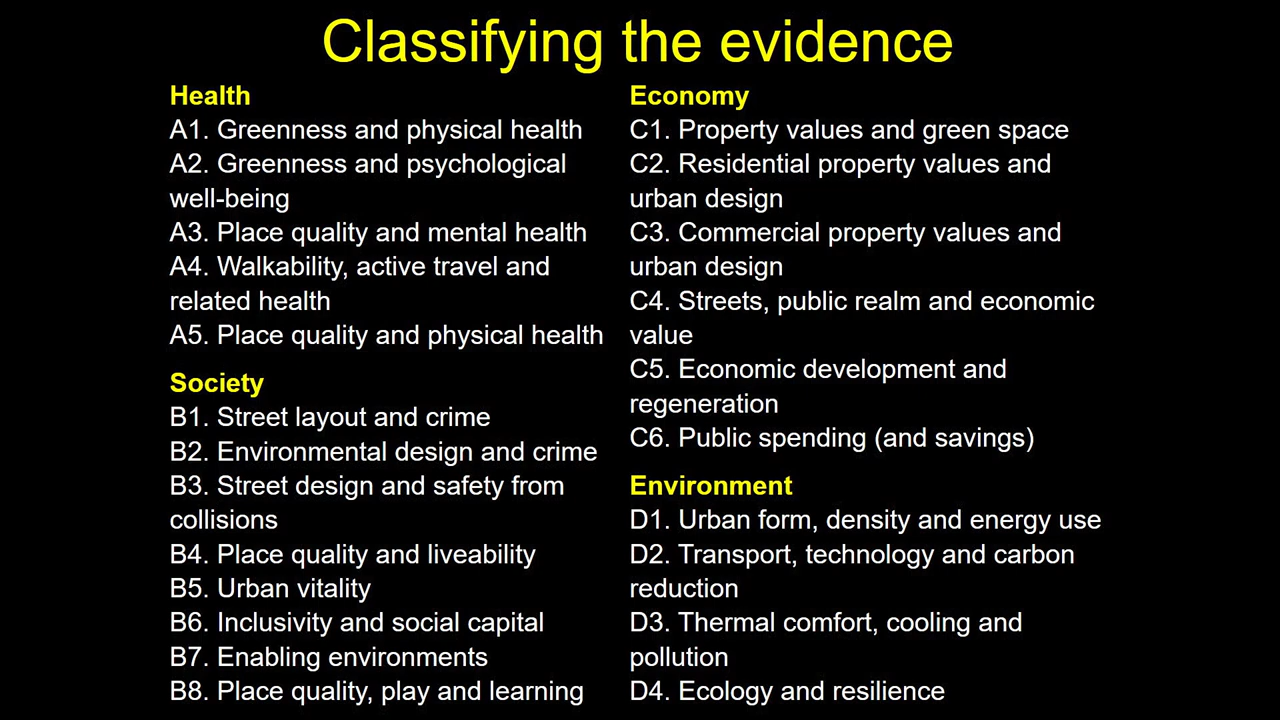 Classifying the evidence
Health
A1. Greenness and physical health
A2. Greenness and psychological
well-being
A3. Place quality and mental health
A4. Walkability, active travel and
related health
A5. Place quality and physical health
Society
B1. Street layout and crime
B2. Environmental design and crime
B3. Street design and safety from
collisions
B4. Place quality and liveability
B5. Urban vitality
B6. Inclusivity and social capital
B7. Enabling environments
B8. Place quality, play and learning
Economy
C1. Property values and green space
C2. Residential property values and
urban design
C3. Commercial property values and
urban design
C4. Streets, public realm and economic
value
C5. Economic development and
regeneration
C6. Public spending (and savings)
Environment
D1. Urban form, density and energy use
D2. Transport, technology and carbon
reduction
D3. Thermal comfort, cooling and
pollution
D4. Ecology and resilience